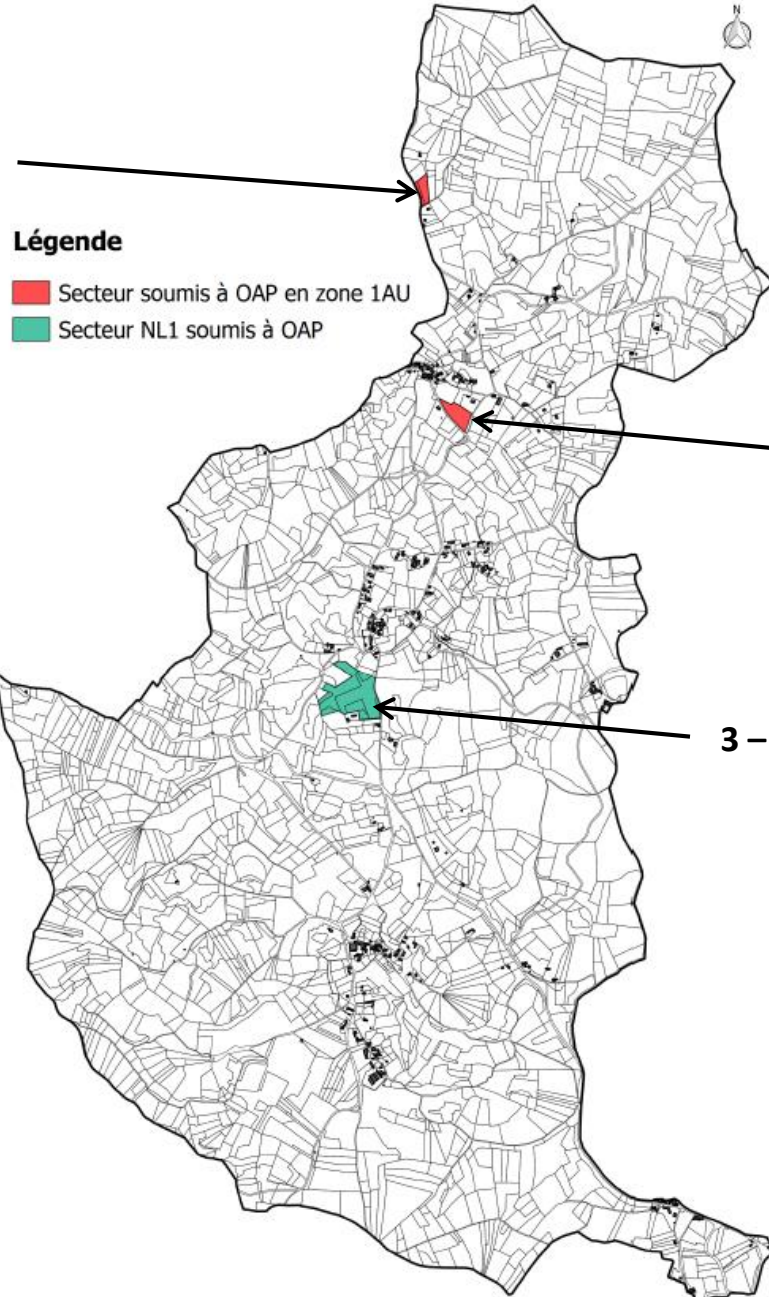 N
Légende
Secteur soumis à OAP en zone 1AU
Secteur NL1 soumis à OAP
3 –